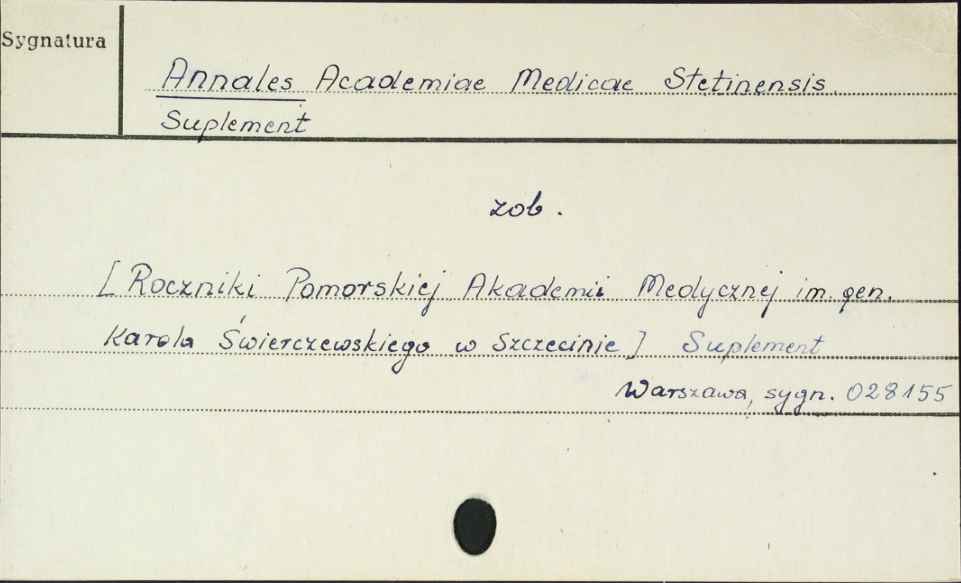 Sygnatura
Annales Academiae Medicae Stetinensis.
Suplement
zob.
[Roczniki Pomorskiej Akademii Medycznej im. gen.
Karola Świerczewskiego w Szczecinie] Suplement
Warszawa, sygn. 028155